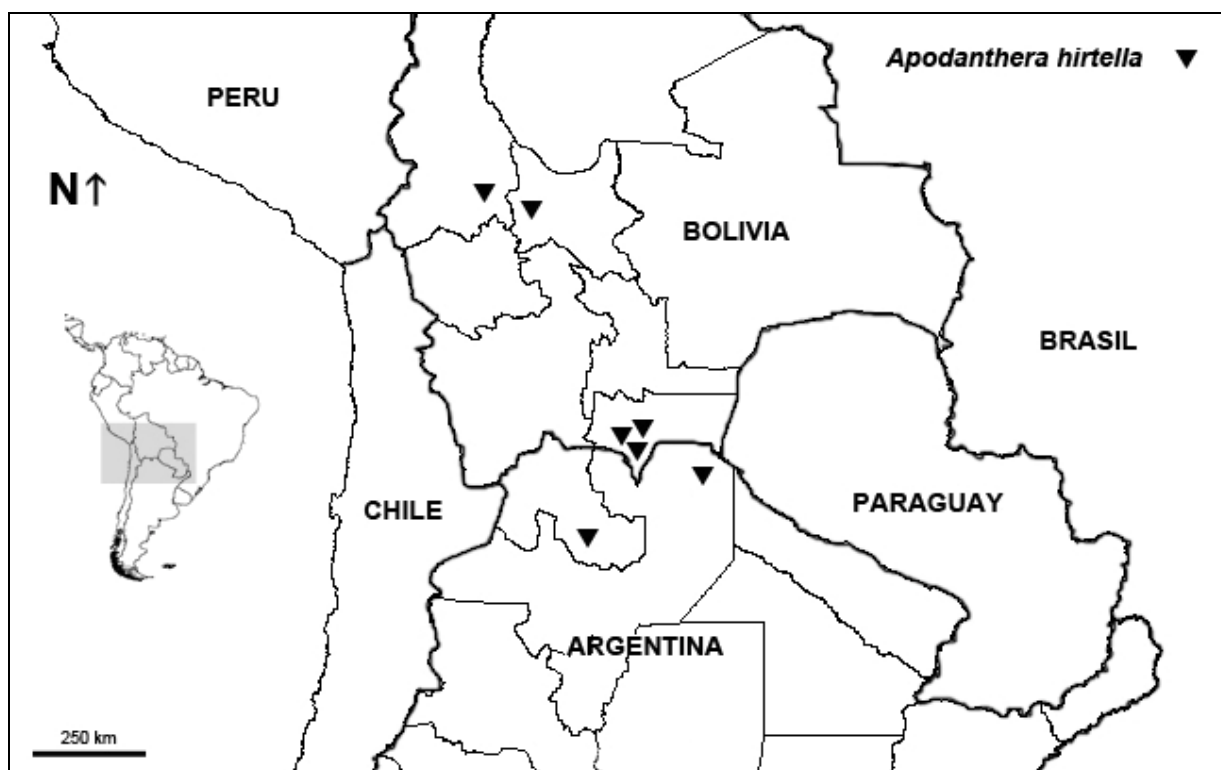 Apodanthera hirtella ▼
PERU
N↑
BOLIVIA
BRASIL
CHILE
PARAGUAY
ARGENTINA
250 km